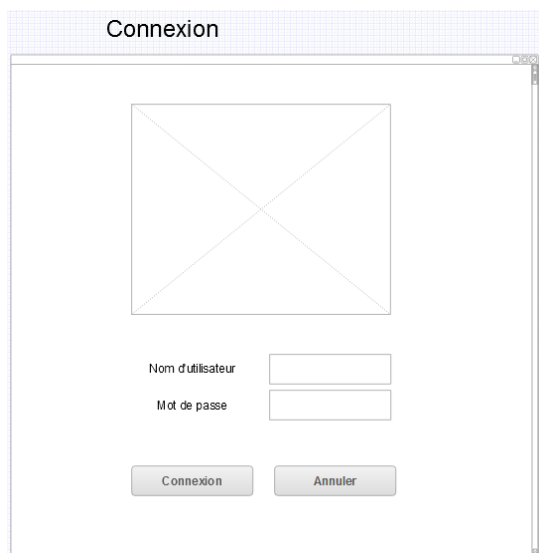 Connexion
Nom d'utilisateur
Mot de passe
Connexion Annuler